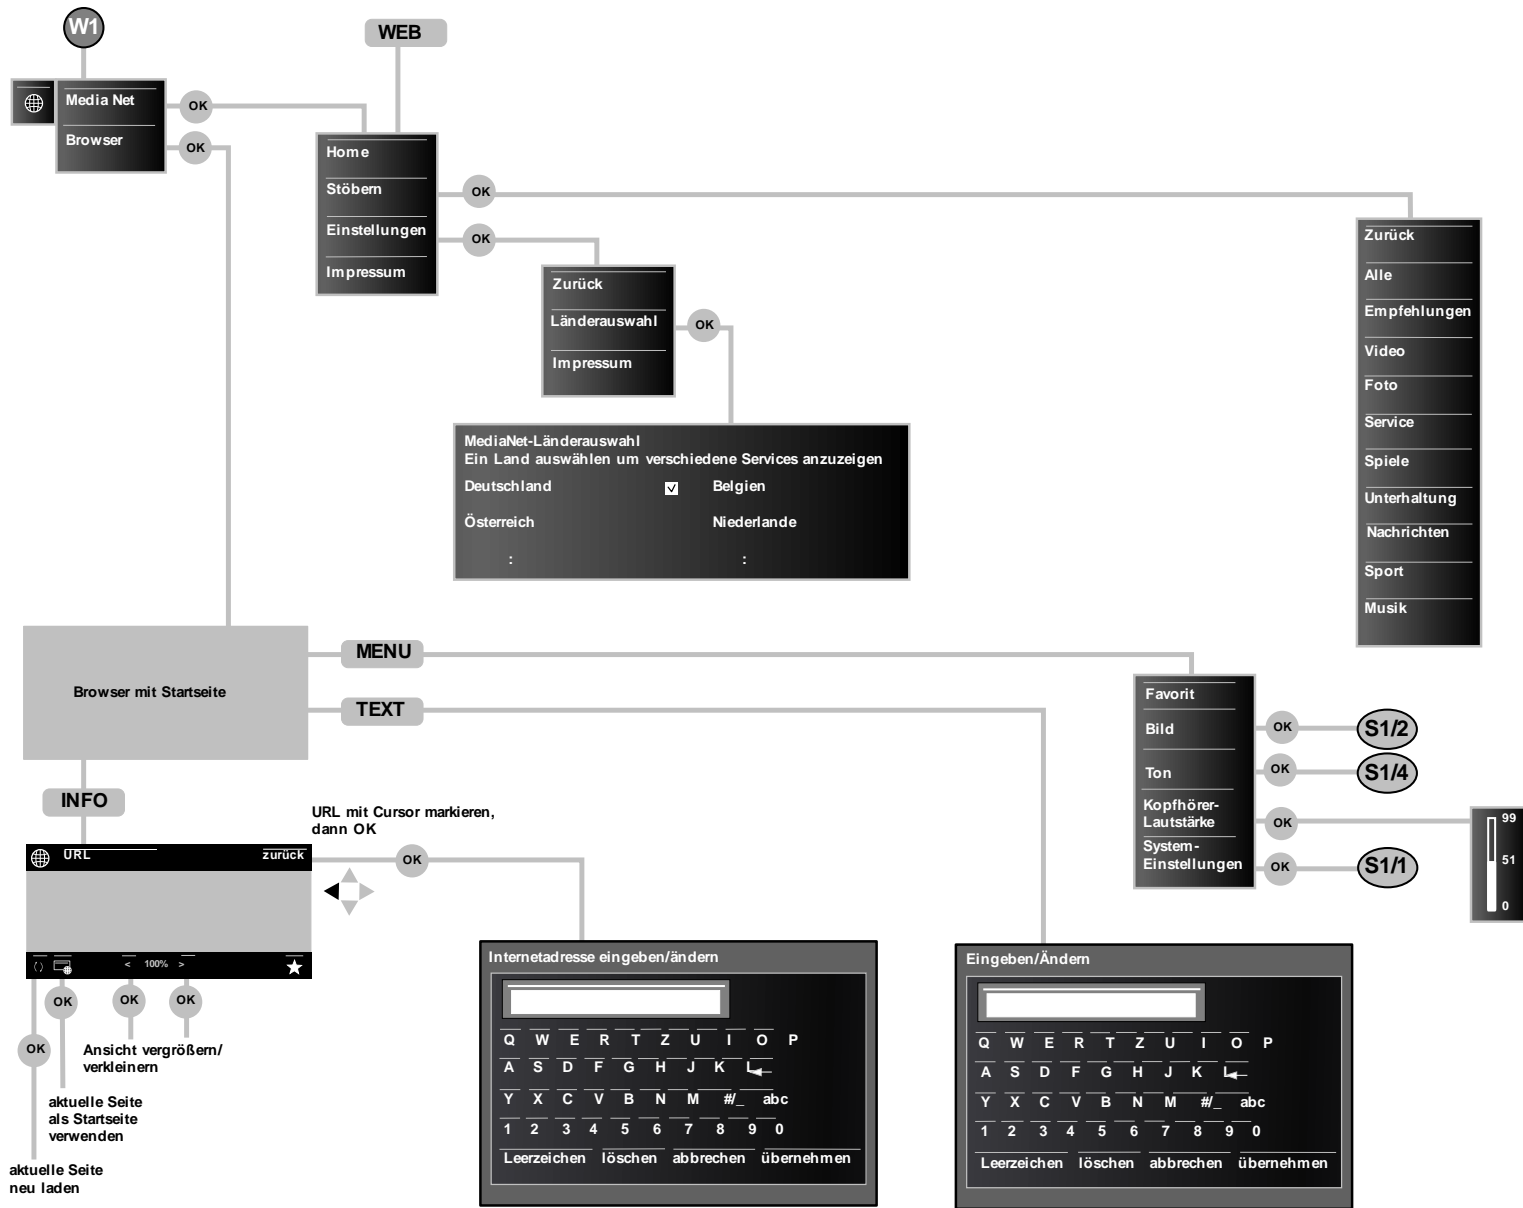 W1
WEB
Media Net
OK
Browser
OK
Home
Stöbern
OK
Einstellungen
OK
Impressum
Zurück
Länderauswahl
OK
Impressum
MediaNet-Länderauswahl
Ein Land auswählen um verschiedene Services anzuzeigen
Deutschland Belgien
Österreich Niederlande
: :
Zurück
Alle
Empfehlungen
Video
Foto
Service
Spiele
Unterhaltung
Nachrichten
Sport
Musik
Browser mit Startseite
MENU
TEXT
INFO
Favorit
Bild
OK
S1/2
Ton
OK
S1/4
Kopfhörer-
Lautstärke
OK
System-
Einstellungen
OK
S1/1
99
51
0
URL mit Cursor markieren,
dann OK
OK
URL zurück
< 100% >
OK
OK
OK
OK
Ansicht vergrößern/
verkleinern
aktuelle Seite
als Startseite
verwenden
aktuelle Seite
neu laden
Internetadresse eingeben/ändern
Q W E R T Z U I O P
A S D F G H J K L
Y X C V B N M #/_ abc
1 2 3 4 5 6 7 8 9 0
Leerzeichen löschen abbrechen übernehmen
Eingeben/Ändern
Q W E R T Z U I O P
A S D F G H J K L
Y X C V B N M #/_ abc
1 2 3 4 5 6 7 8 9 0
Leerzeichen löschen abbrechen übernehmen